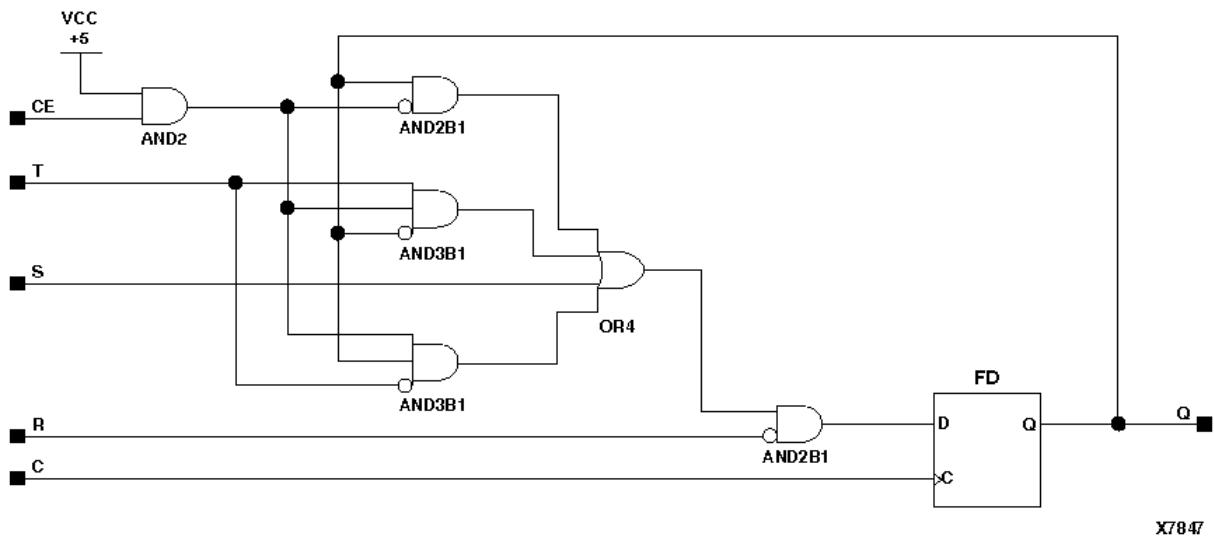 VCC
+5
CE
AND2
AND2B1
T
AND3B1
S
OR4
AND3B1
FD
R
D
Q
Q
AND2B1
C
C
X7847